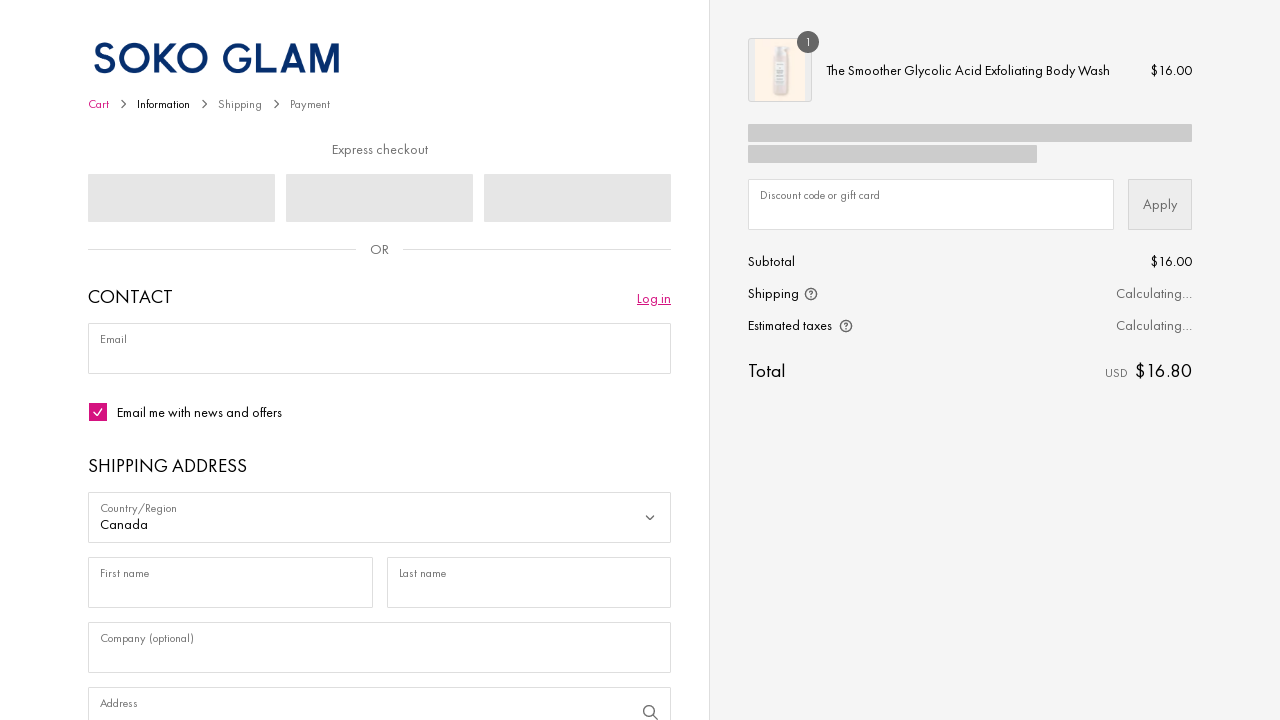 SOKO GLAM
Cart
Information
Shipping
Payment
Express checkout
OR
CONTACT
Log in
Email
Email me with news and offers
SHIPPING ADDRESS
Country/Region
Canada
First name
Last name
Company (optional)
Address
1
The Smoother Glycolic Acid Exfoliating Body Wash
$16.00
Discount code or gift card
Apply
Subtotal
$16.00
Shipping
Calculating...
Estimated taxes
Calculating...
Total
USD $16.80